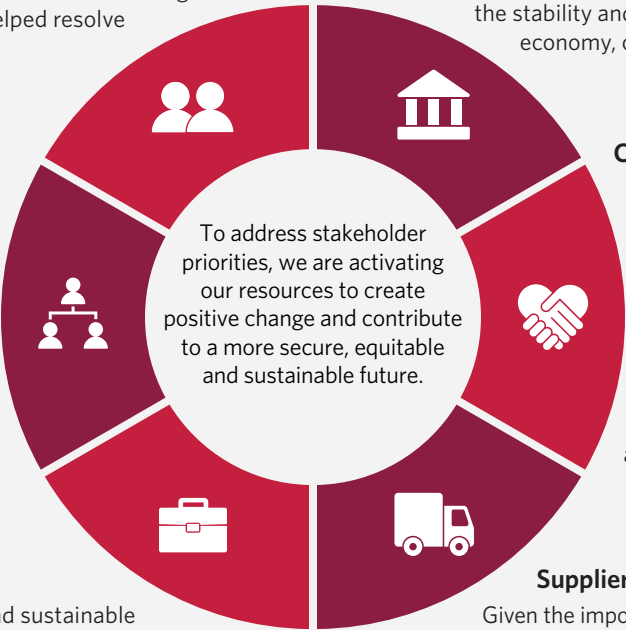 elped resolve
the stability and
economy, c
C
To address stakeholder
priorities, we are activating
our resources to create
positive change and contribute
to a more secure, equitable
and sustainable future.
Supplier
nd sustainable
Given the impo